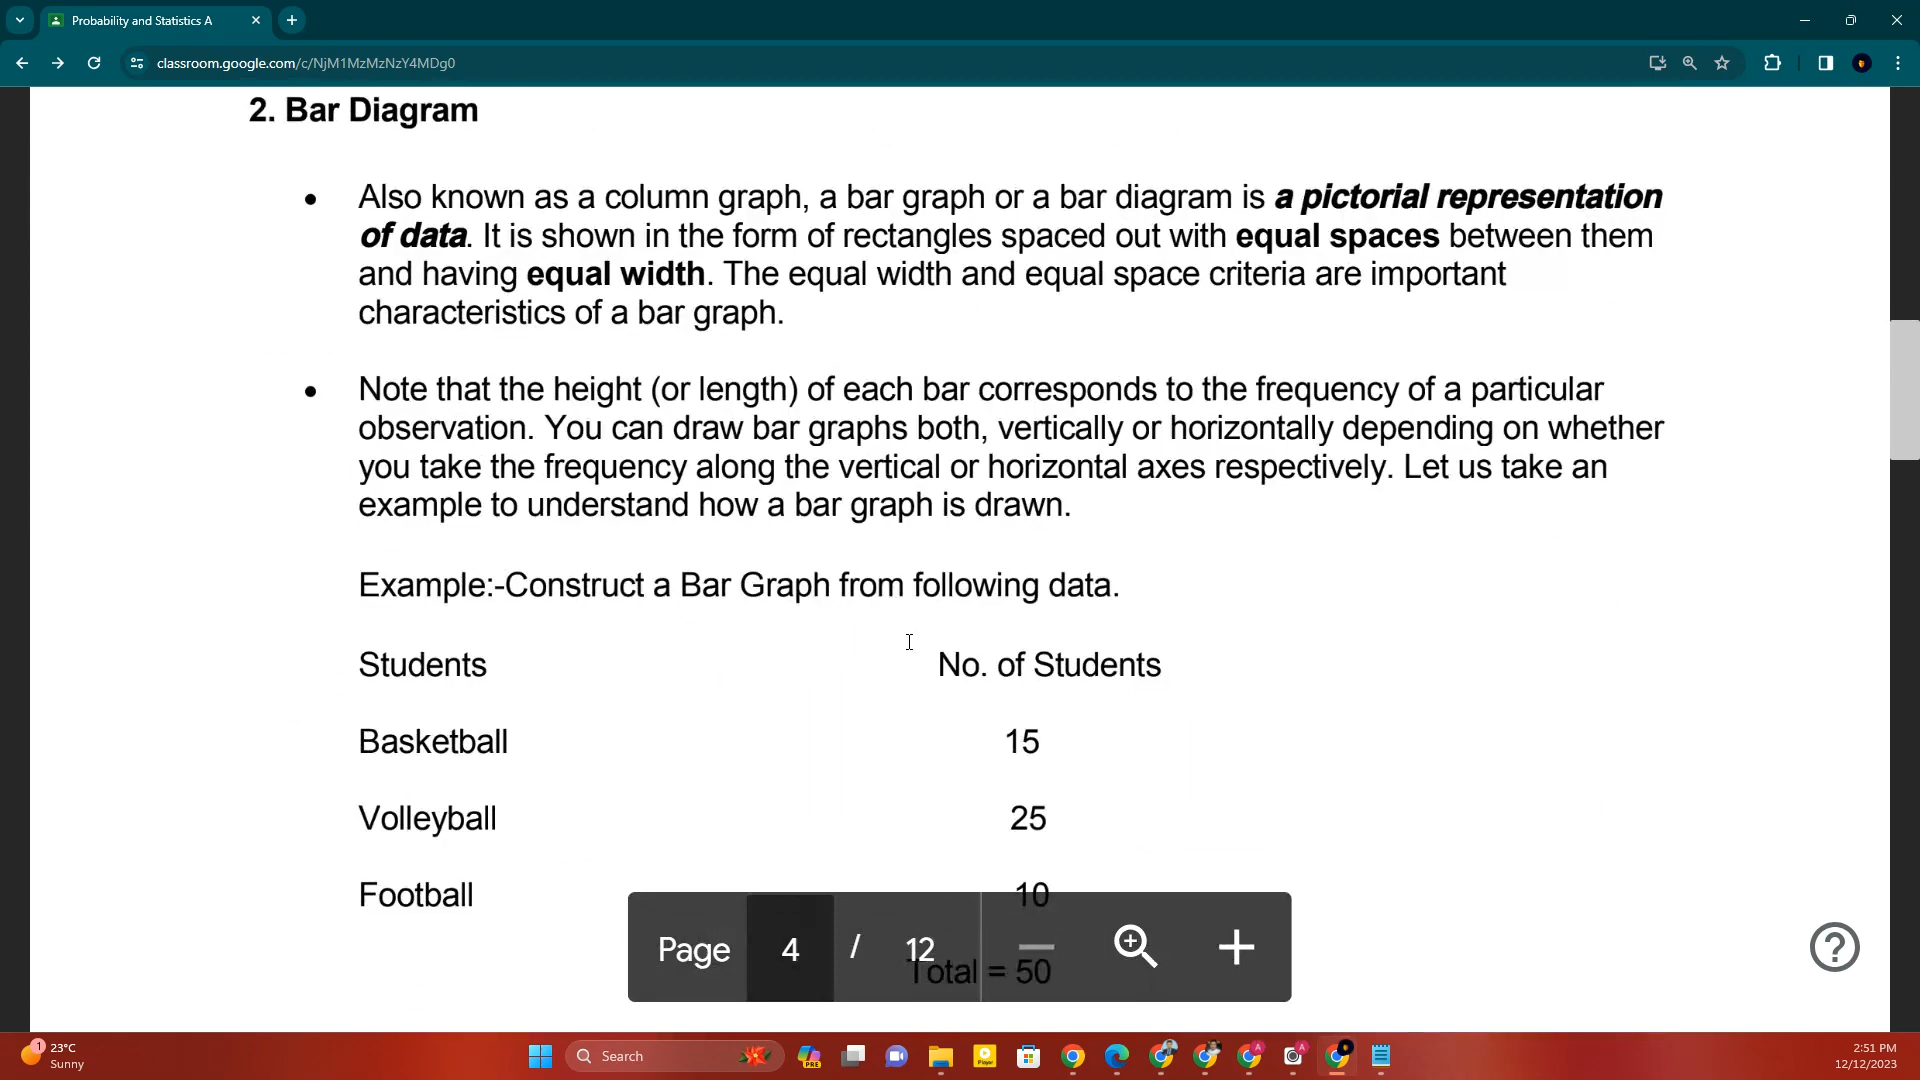 Probability and Statistics A
classroom.google.com/c/NjM1MzMzNzY4MDg0
2. Bar Diagram
• Also known as a column graph, a bar graph or a bar diagram is a pictorial representation
of data. It is shown in the form of rectangles spaced out with equal spaces between them
and having equal width. The equal width and equal space criteria are important
characteristics of a bar graph.
• Note that the height (or length) of each bar corresponds to the frequency of a particular
observation. You can draw bar graphs both, vertically or horizontally depending on whether
you take the frequency along the vertical or horizontal axes respectively. Let us take an
example to understand how a bar graph is drawn.
Example:-Construct a Bar Graph from following data.
Students No. of Students
Basketball 15
Volleyball 25
Football 10
Page 4 / 12
Total = 50
1
23°C
Sunny
Search
PRE
2:51 PM
12/12/2023